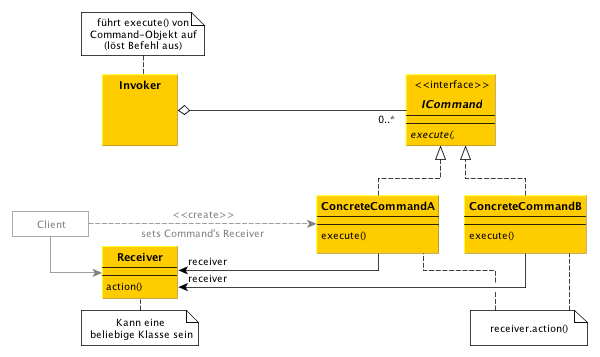 führt execute() von
Command-Objekt auf
(löst Befehl aus)
Invoker
<<interface>>
ICommand
0..*
execute(,
ConcreteCommandA
ConcreteCommandB
<<create>>
Client
sets Command's Receiver
execute()
execute()
Receiver
receiver
receiver
action()
Kann eine
beliebige Klasse sein
receiver.action()